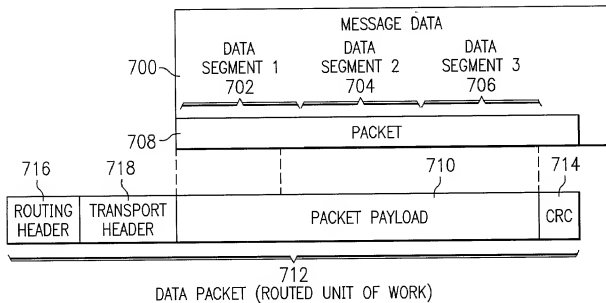 MESSAGE DATA
700
DATA SEGMENT 1
702
DATA SEGMENT 2
704
DATA SEGMENT 3
706
708
PACKET
716
718
710
714
ROUTING HEADER
TRANSPORT HEADER
PACKET PAYLOAD
CRC
712
DATA PACKET (ROUTED UNIT OF WORK)